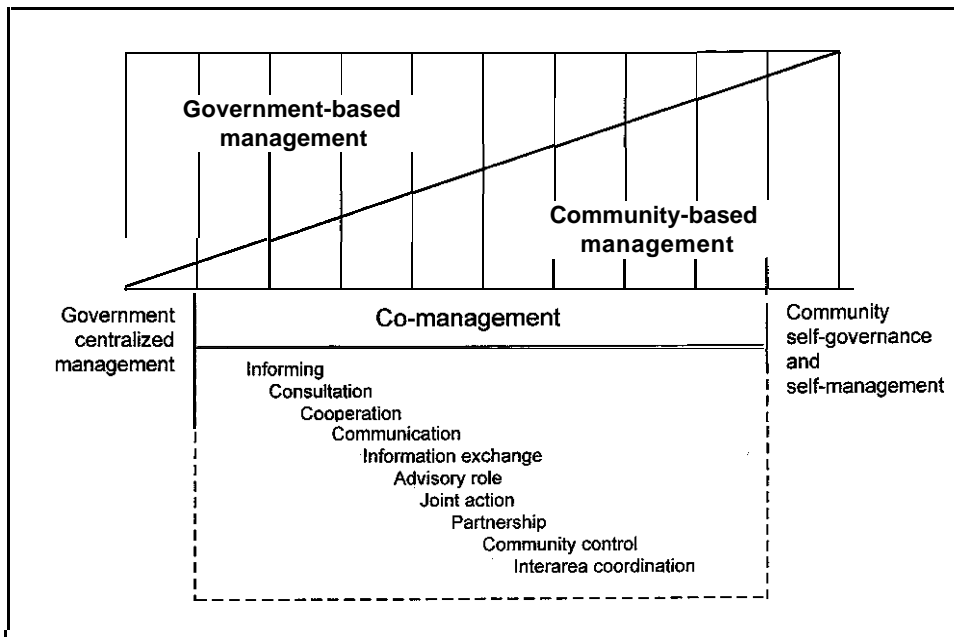 Government-based
management
Community-based
management
Government
centralized
management
Co-management
Community
self-governance
and
self-management
Informing
Consultation
Cooperation
Communication
Information exchange
Advisory role
Joint action
Partnership
Community control
Interarea coordination